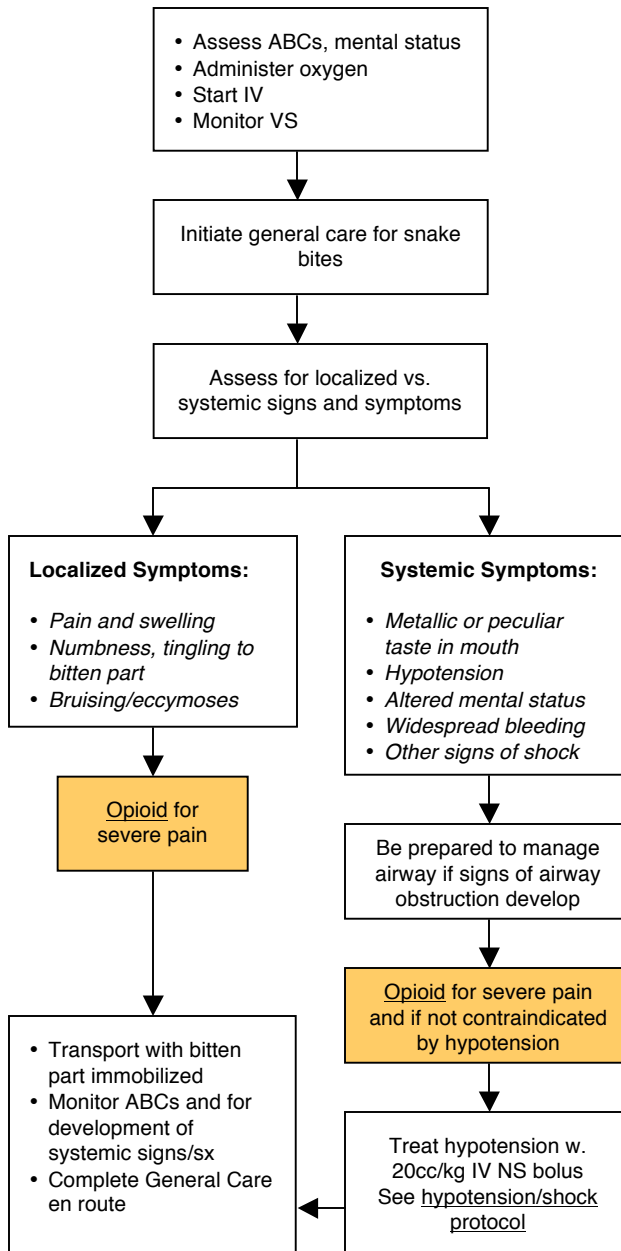 • Assess ABCs, mental status
• Administer oxygen
• Start IV
• Monitor VS
Initiate general care for snake
bites
Assess for localized vs.
systemic signs and symptoms
Localized Symptoms:
• Pain and swelling
• Numbness, tingling to
bitten part
• Bruising/eccymoses
Opioid for
severe pain
Systemic Symptoms:
• Metallic or peculiar
taste in mouth
• Hypotension
• Altered mental status
• Widespread bleeding
• Other signs of shock
Be prepared to manage
airway if signs of airway
obstruction develop
Opioid for severe pain
and if not contraindicated
by hypotension
Treat hypotension w.
20cc/kg IV NS bolus
See hypotension/shock
protocol
• Transport with bitten
part immobilized
• Monitor ABCs and for
development of
systemic signs/sx
• Complete General Care
en route